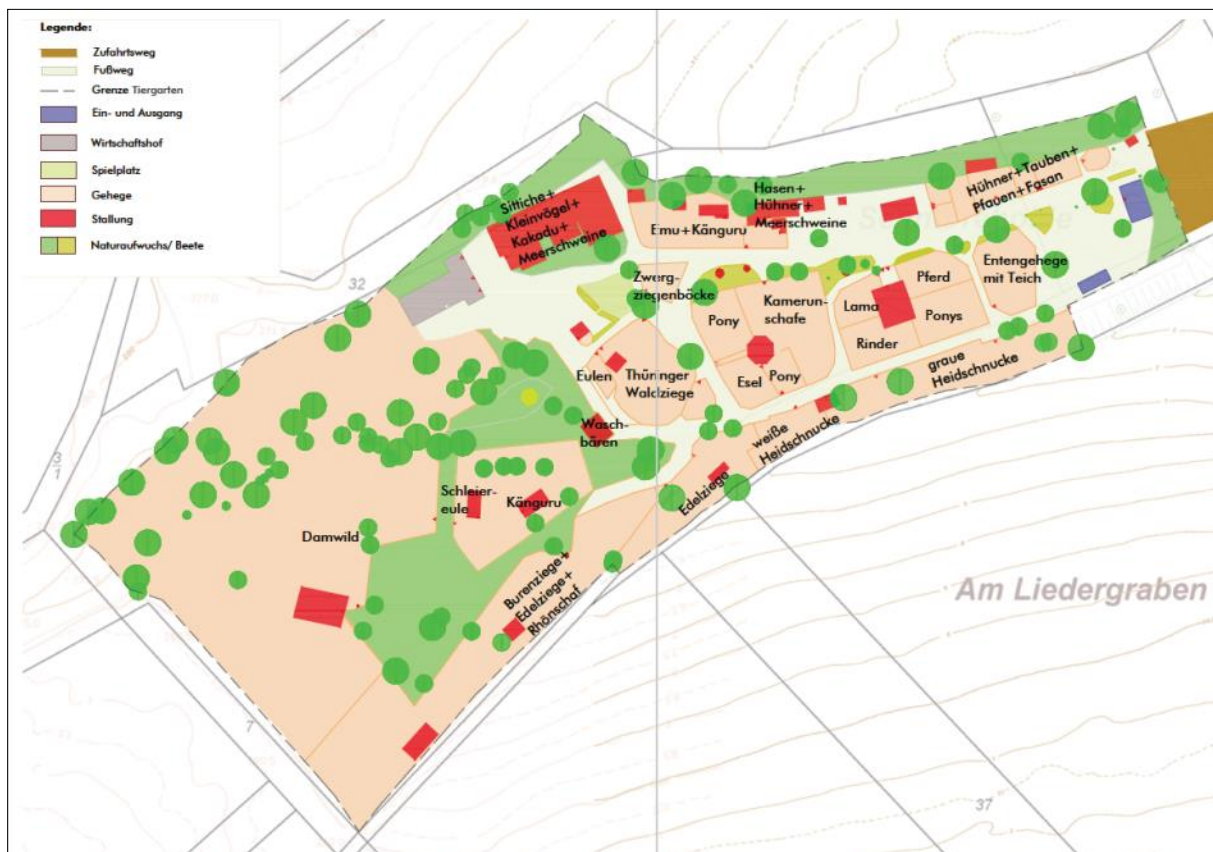 Legende:
Zufahrtsweg
Fußweg
Grenze Tiergarten
Ein- und Ausgang
Wirtschaftshof
Spielplatz
Gehege
Stallung
Naturaufwuchs/ Beete
Sittiche+
Kleinvögel+
Kakadu+
Meerschweine
Emu+Känguru
Hasen+
Hühner+
Meerschweine
Hühner+Tauben+
Pfauen+Fasan
Zwerg-
ziegenböcke
Pony
Kamerun-
schafe
Lama
Pferd
Ponys
Rinder
Entengehege
mit Teich
Eulen
Thüringer
Waldziege
Esel
Pony
graue
Heidschnucke
weiße
Heidschnucke
Wasch-
bären
Edelziege
Schleier-
eule
Känguru
Damwild
Burenziege+
Edelziege+
Rhönschaf
Am Liedergraben
32
3
1
7
37